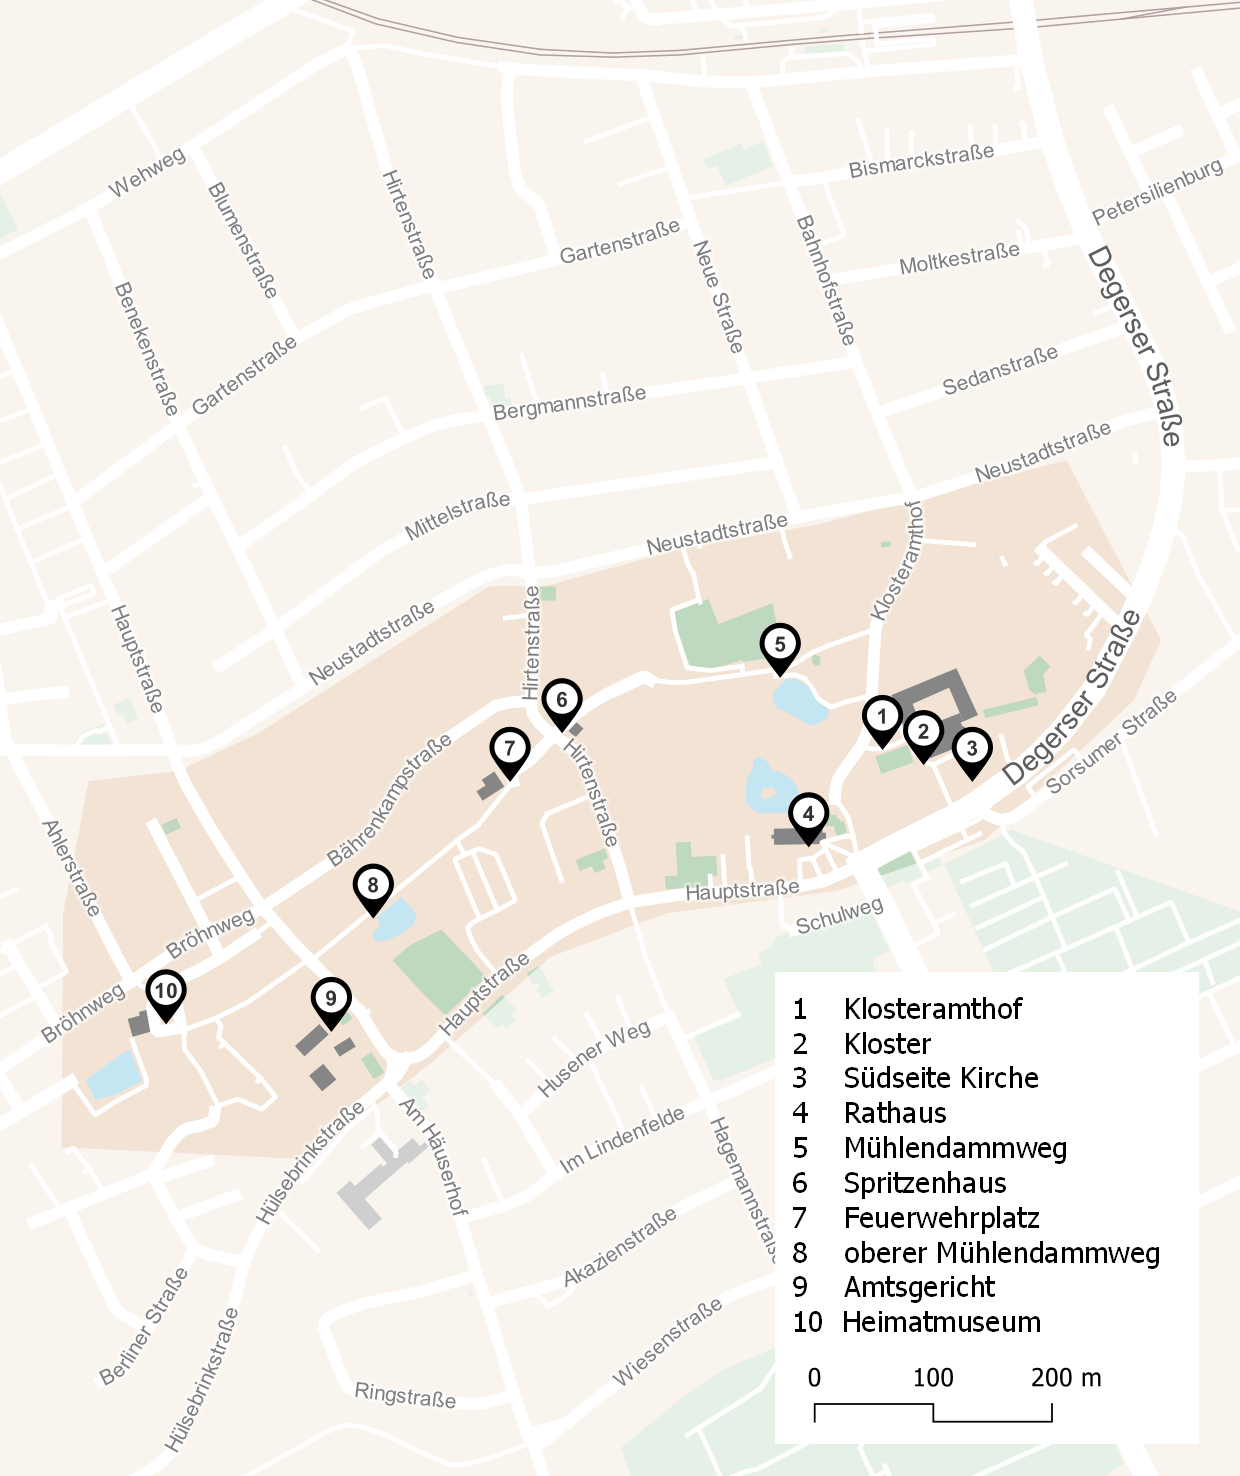 Wehweg
Blumenstraße
Hirtenstraße
Bismarckstraße
Petersilienburg
Gartenstraße
Neue Straße
Bahnhofstraße
Moltkestraße
Degerser Straße
Benekenstraße
Gartenstraße
Bergmannstraße
Sedanstraße
Neustadtstraße
Mittelstraße
Neustadtstraße
Klosteramthof
Hauptstraße
Neustadtstraße
Hirtenstraße
5
6
1
2
3
7
Degerser Straße
Sorsumer Straße
Hirtenstraße
Bährenkampstraße
4
Ahlerstraße
8
Hauptstraße
Schulweg
Bröhnweg
Bröhnweg
10
9
Hauptstraße
Husener Weg
Hülsebrinkstraße
Am Häuserhof
Im Lindenfelde
Hagemannstraße
Akazienstraße
Berliner Straße
Hülsebrinkstraße
Ringstraße
Wiesenstraße
1 Klosteramthof
2 Kloster
3 Südseite Kirche
4 Rathaus
5 Mühlendammweg
6 Spritzenhaus
7 Feuerwehrplatz
8 oberer Mühlendammweg
9 Amtsgericht
10 Heimatmuseum
0 100 200 m